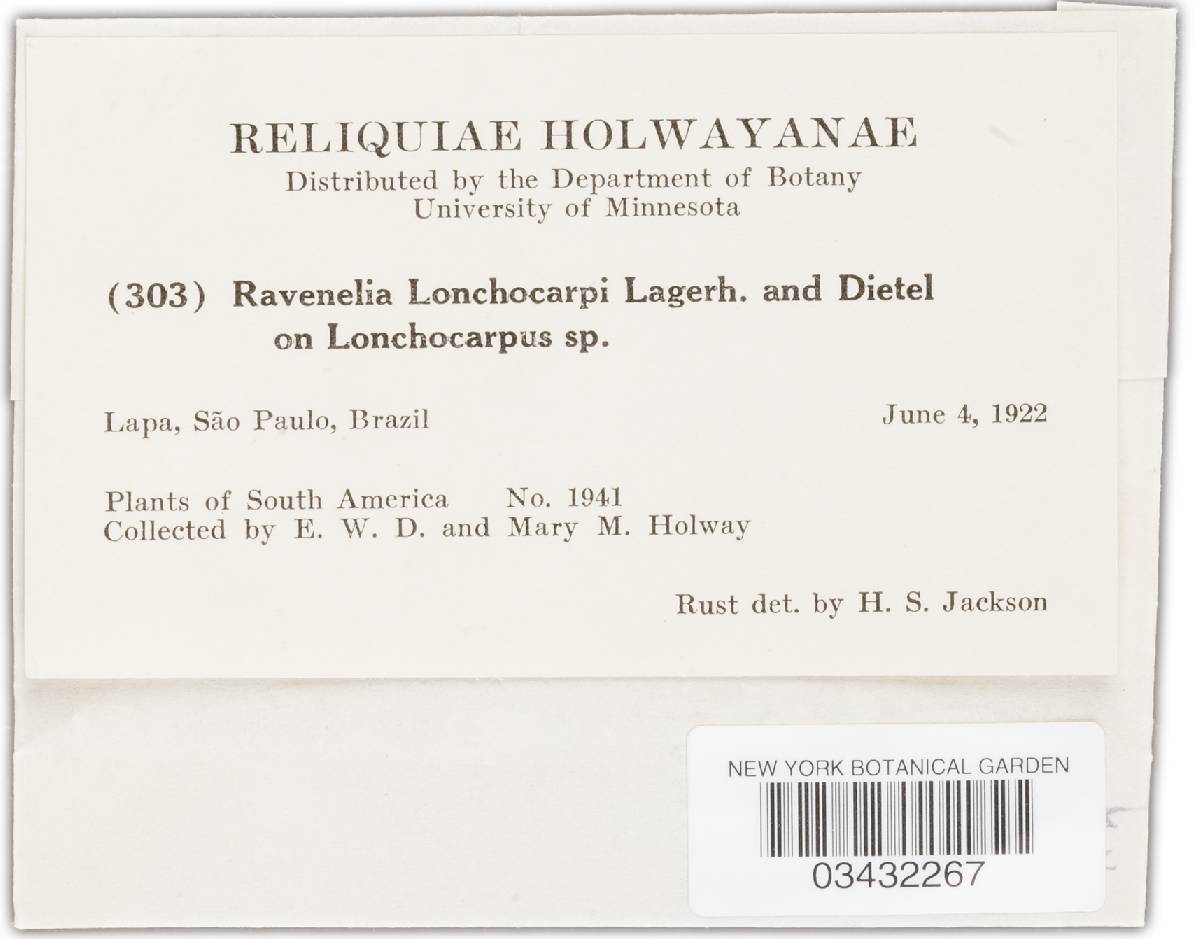 RELIQUIAE HOLWAYANAE
Distributed by the Department of Botany
University of Minnesota
(303) Ravenelia Lonchocarpi Lagerh. and Dietel
on Lonchocarpus sp.
Lapa, São Paulo, Brazil June 4, 1922
Plants of South America No. 1941
Collected by E. W. D. and Mary M. Holway
Rust det. by H. S. Jackson
NEW YORK BOTANICAL GARDEN
03432267